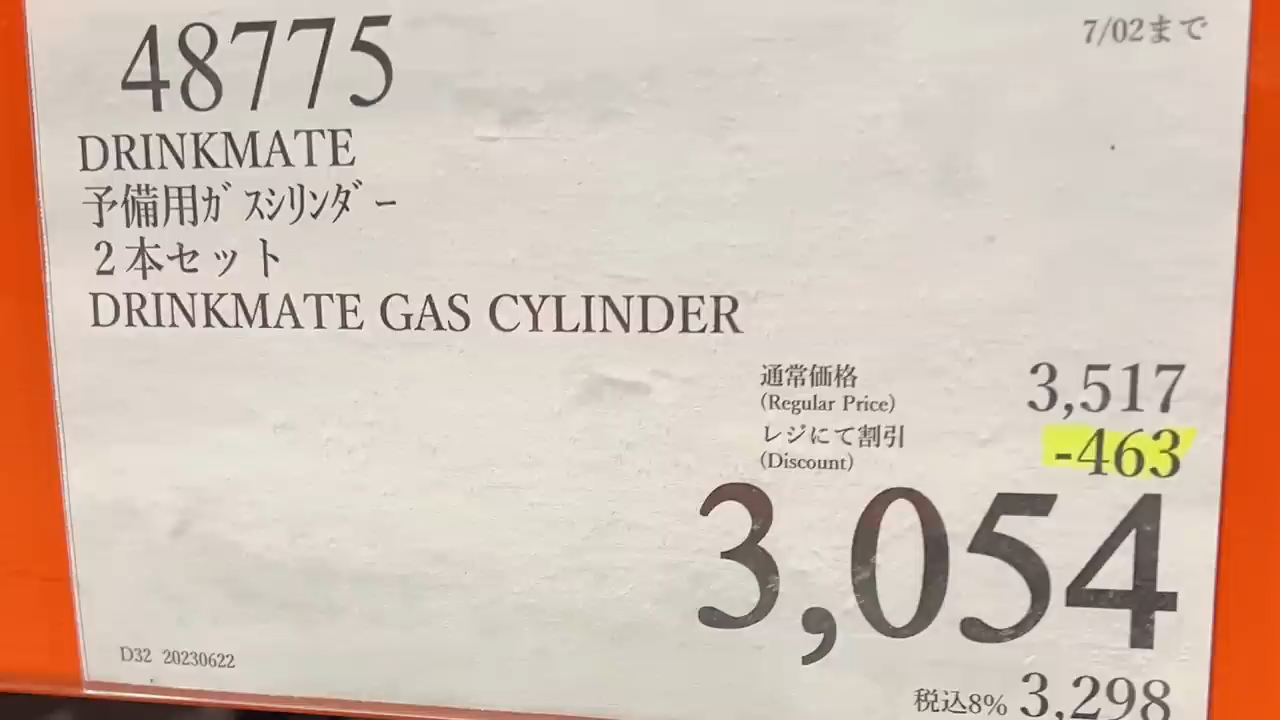 48775
7/02まで
DRINKMATE
予備用ガスシリンダー
2本セット
DRINKMATE GAS CYLINDER
通常価格 3,517
(Regular Price)
レジにて割引 -463
(Discount)
3,054
D32 20230622
税込8% 3,298